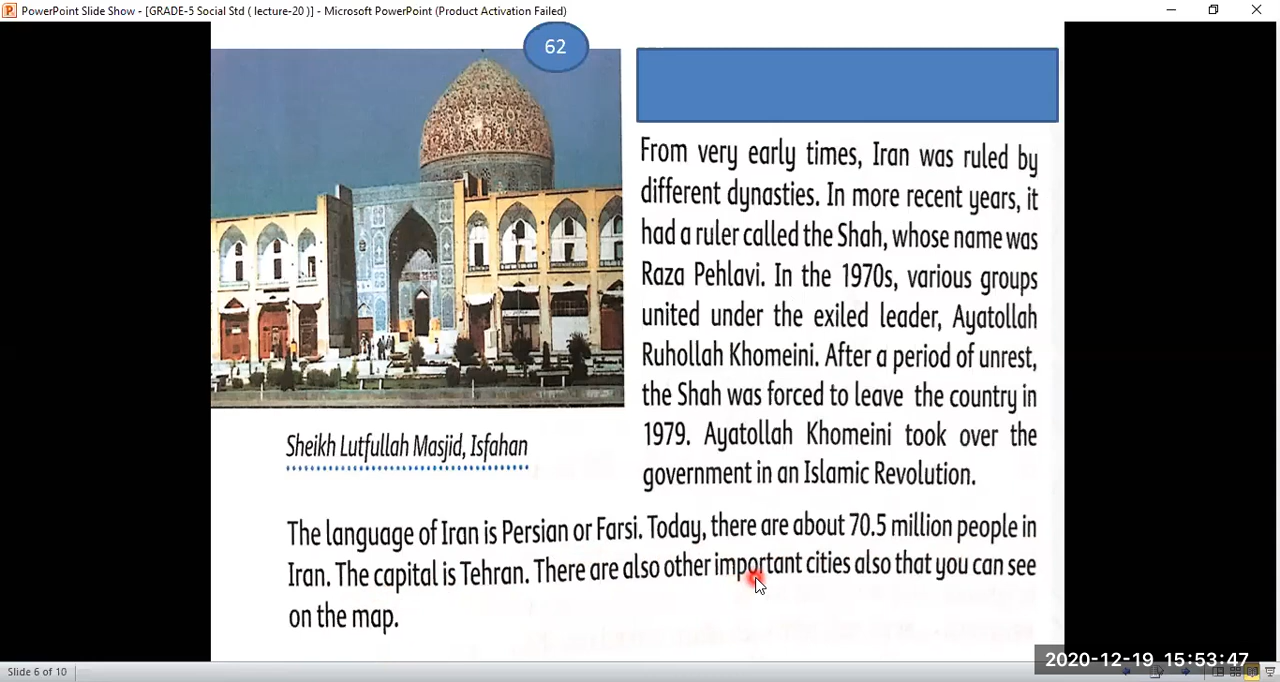 PowerPoint Slide Show - [GRADE-5 Social Std ( lecture-20 )] - Microsoft PowerPoint (Product Activation Failed)
62
From very early times, Iran was ruled by
different dynasties. In more recent years, it
had a ruler called the Shah, whose name was
Raza Pehlavi. In the 1970s, various groups
united under the exiled leader, Ayatollah
Ruhollah Khomeini. After a period of unrest,
the Shah was forced to leave the country in
1979. Ayatollah Khomeini took over the
government in an Islamic Revolution.
Sheikh Lutfullah Masjid, Isfahan
The language of Iran is Persian or Farsi. Today, there are about 70.5 million people in
Iran. The capital is Tehran. There are also other important cities also that you can see
on the map.
2020-12-19 15:53:47
Slide 6 of 10